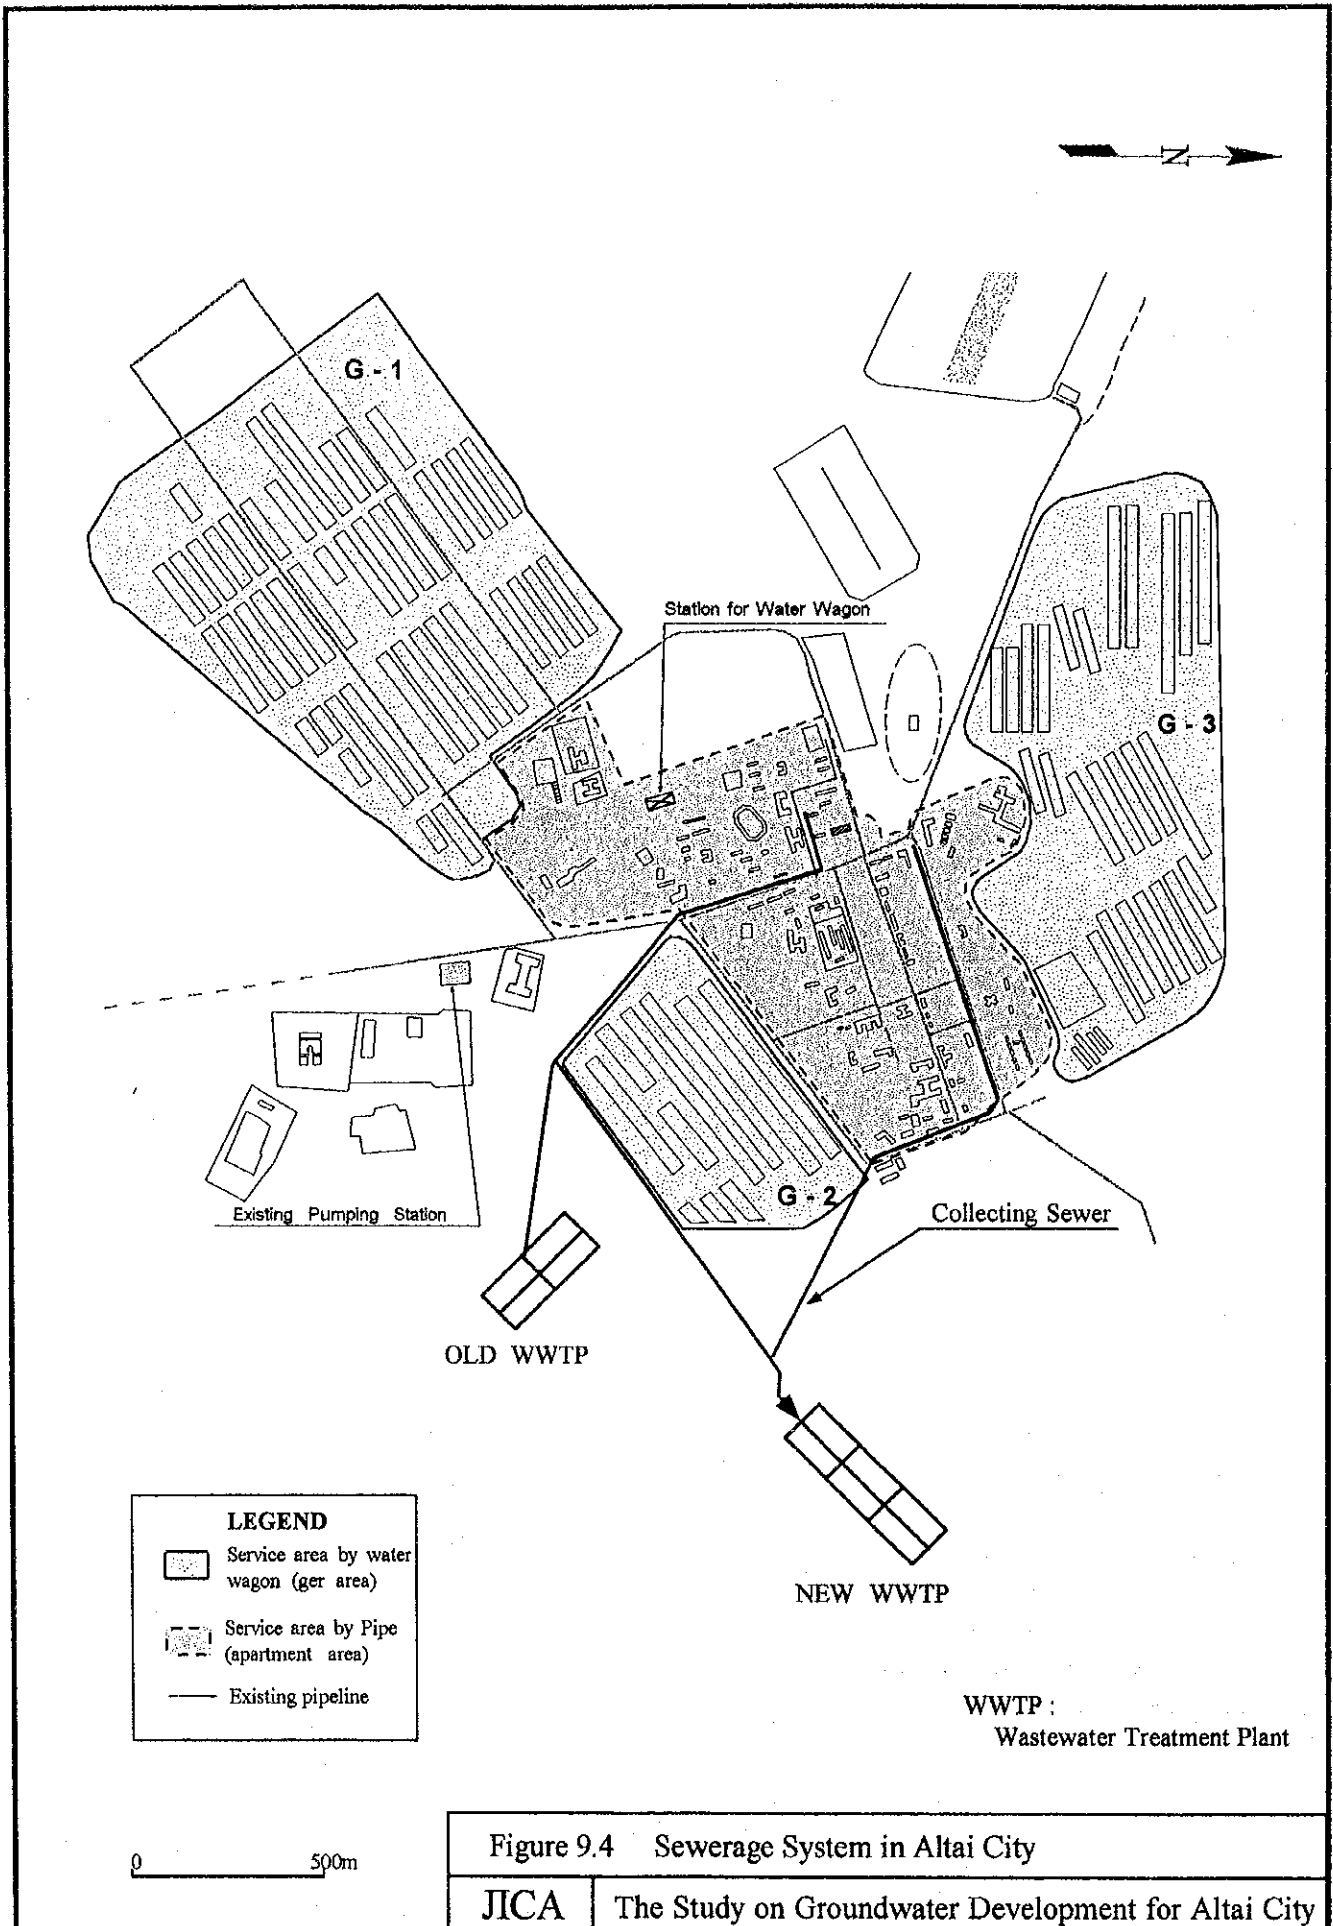 N
G - 1
Station for Water Wagon
G - 3
Existing Pumping Station
G - 2
Collecting Sewer
OLD WWTP
NEW WWTP
LEGEND
Service area by water
wagon (ger area)
Service area by Pipe
(apartment area)
Existing pipeline
WWTP :
Wastewater Treatment Plant
0 500m
Figure 9.4 Sewerage System in Altai City
JICA The Study on Groundwater Development for Altai City